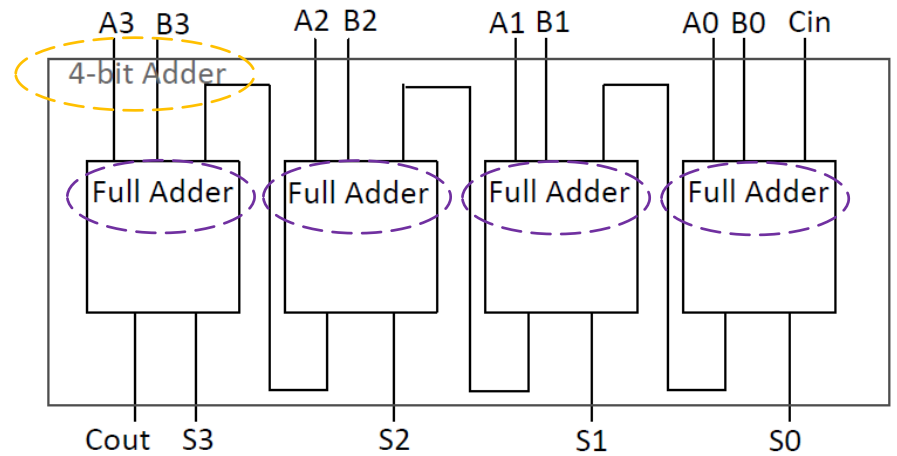 A3 B3 A2 B2 A1 B1 A0 B0 Cin
4-bit Adder
Full Adder Full Adder Full Adder Full Adder
Cout S3 S2 S1 S0